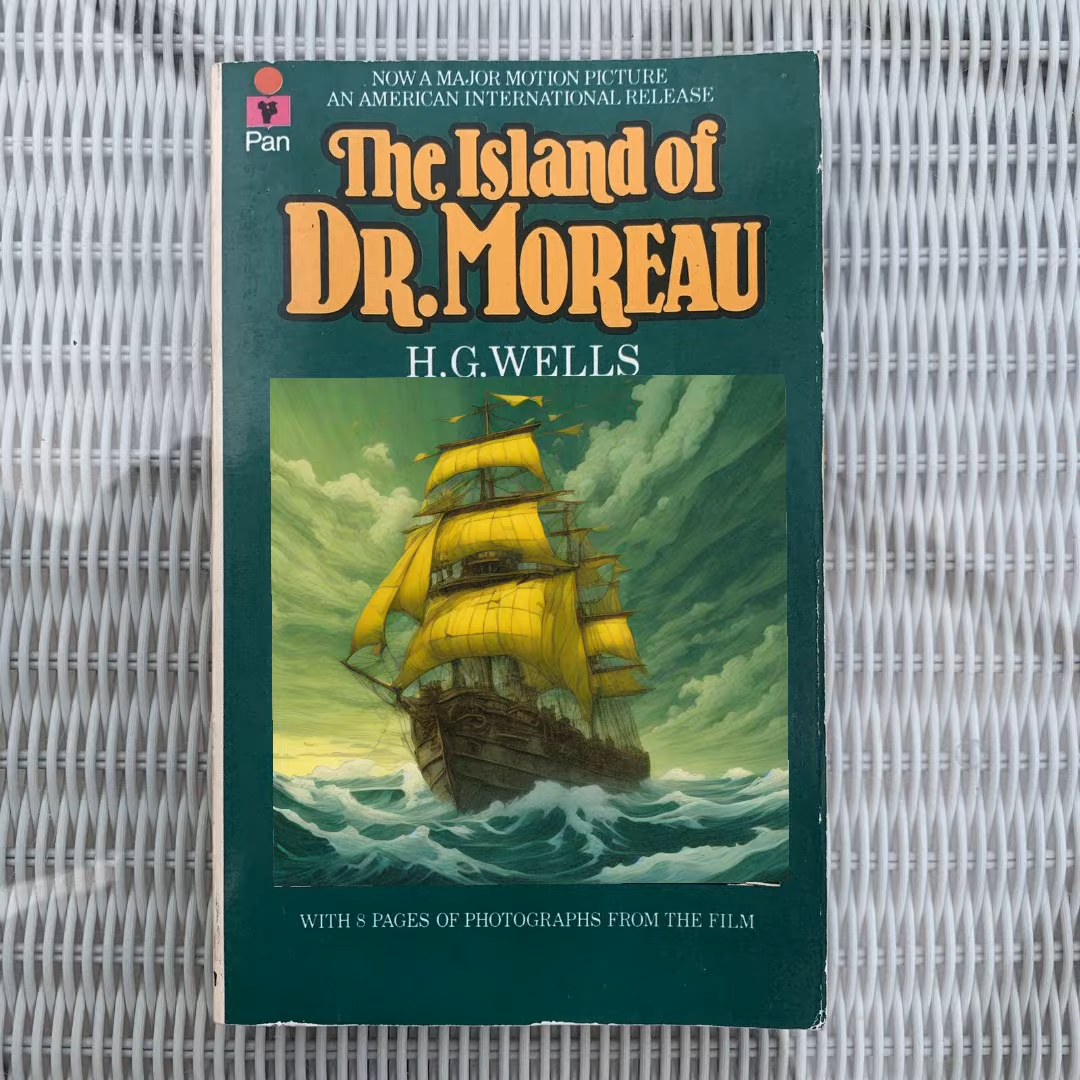 NOW A MAJOR MOTION PICTURE
AN AMERICAN INTERNATIONAL RELEASE
Pan
The Island of
DR. MOREAU
H.G.WELLS
WITH 8 PAGES OF PHOTOGRAPHS FROM THE FILM